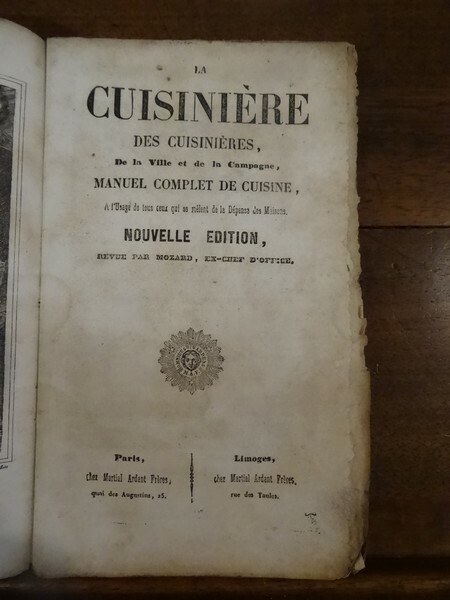 LA
CUISINIÈRE
DES CUISINIÈRES,
De la Ville et de la Campagne,
MANUEL COMPLET DE CUISINE,
A l'Usage de tous ceux qui se mêlent de la Dépense des Maisons.
NOUVELLE EDITION,
REVUE PAR MOZARD, EX-CHEF D'OFFICE.
Paris,
chez Martial Ardant Frères,
quai des Augustins, 25.
Limoges,
chez Martial Ardant Frères,
rue des Taules.